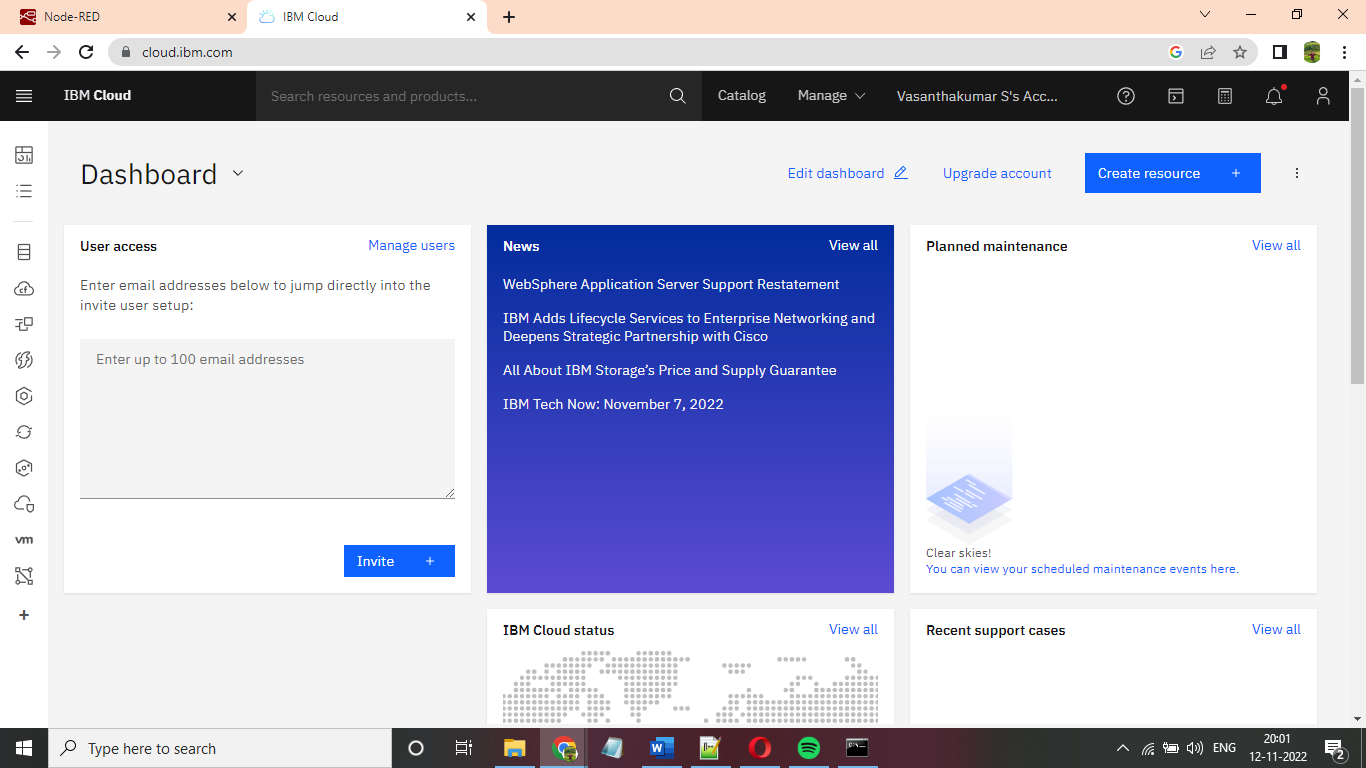 Node-RED
IBM Cloud
cloud.ibm.com
IBM Cloud
Search resources and products...
Catalog
Manage
Vasanthakumar S's Acc...
Dashboard
Edit dashboard
Upgrade account
Create resource +
User access
Manage users
Enter email addresses below to jump directly into the
invite user setup:
Enter up to 100 email addresses
Invite +
News
View all
WebSphere Application Server Support Restatement
IBM Adds Lifecycle Services to Enterprise Networking and
Deepens Strategic Partnership with Cisco
All About IBM Storage’s Price and Supply Guarantee
IBM Tech Now: November 7, 2022
Planned maintenance
View all
Clear skies!
You can view your scheduled maintenance events here.
IBM Cloud status
View all
Recent support cases
View all
cf
vm
Type here to search
ENG
20:01
12-11-2022
2